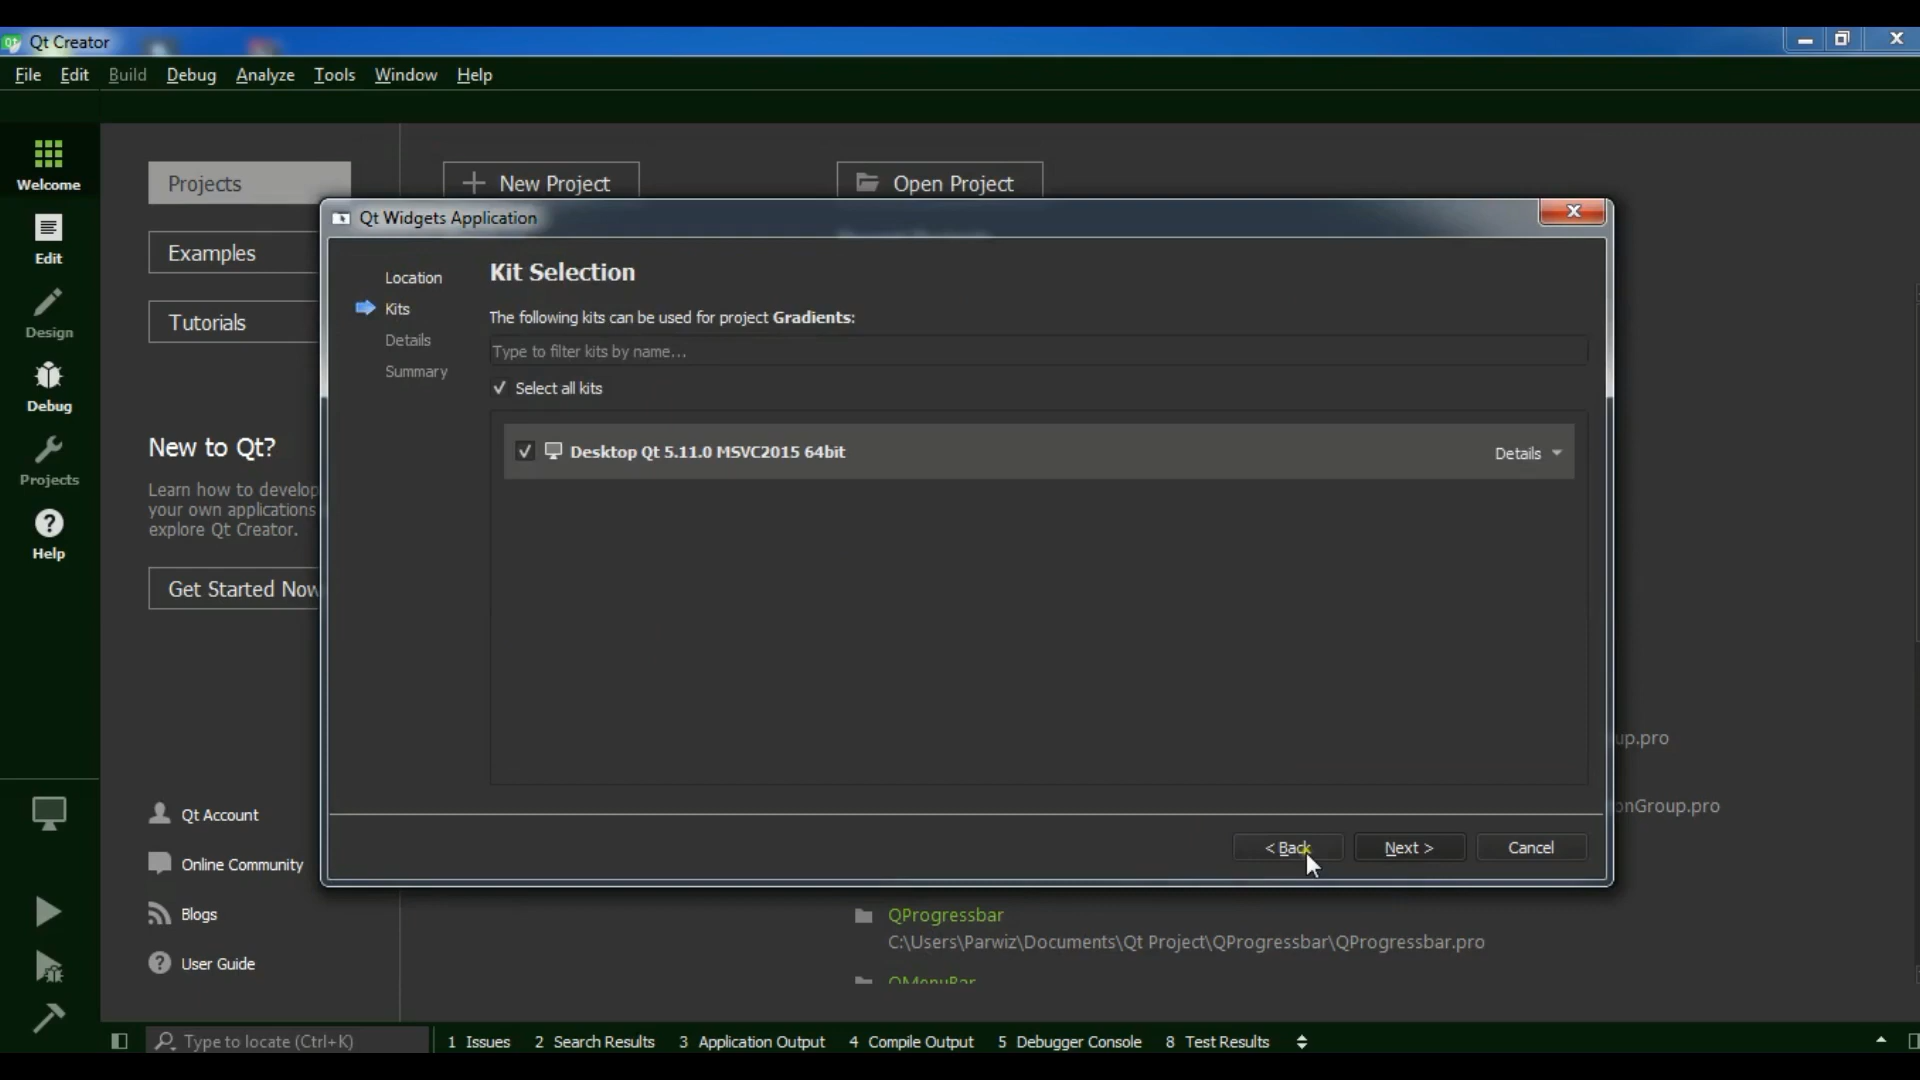 Qt Creator
File Edit Build Debug Analyze Tools Window Help
Welcome
Edit
Design
Debug
Projects
Help
Projects
Examples
Tutorials
New to Qt?
Learn how to develop
your own applications
explore Qt Creator.
Get Started Now
Qt Account
Online Community
Blogs
User Guide
New Project
Open Project
Qt Widgets Application
Location
Kits
Details
Summary
Kit Selection
The following kits can be used for project Gradients:
Type to filter kits by name...
Select all kits
Desktop Qt 5.11.0 MSVC2015 64bit
Details
< Back
Next >
Cancel
up.pro
onGroup.pro
QProgressbar
C:\Users\Parwiz\Documents\Qt Project\QProgressbar\QProgressbar.pro
QMenuBar
Type to locate (Ctrl+K)
1 Issues 2 Search Results 3 Application Output 4 Compile Output 5 Debugger Console 8 Test Results